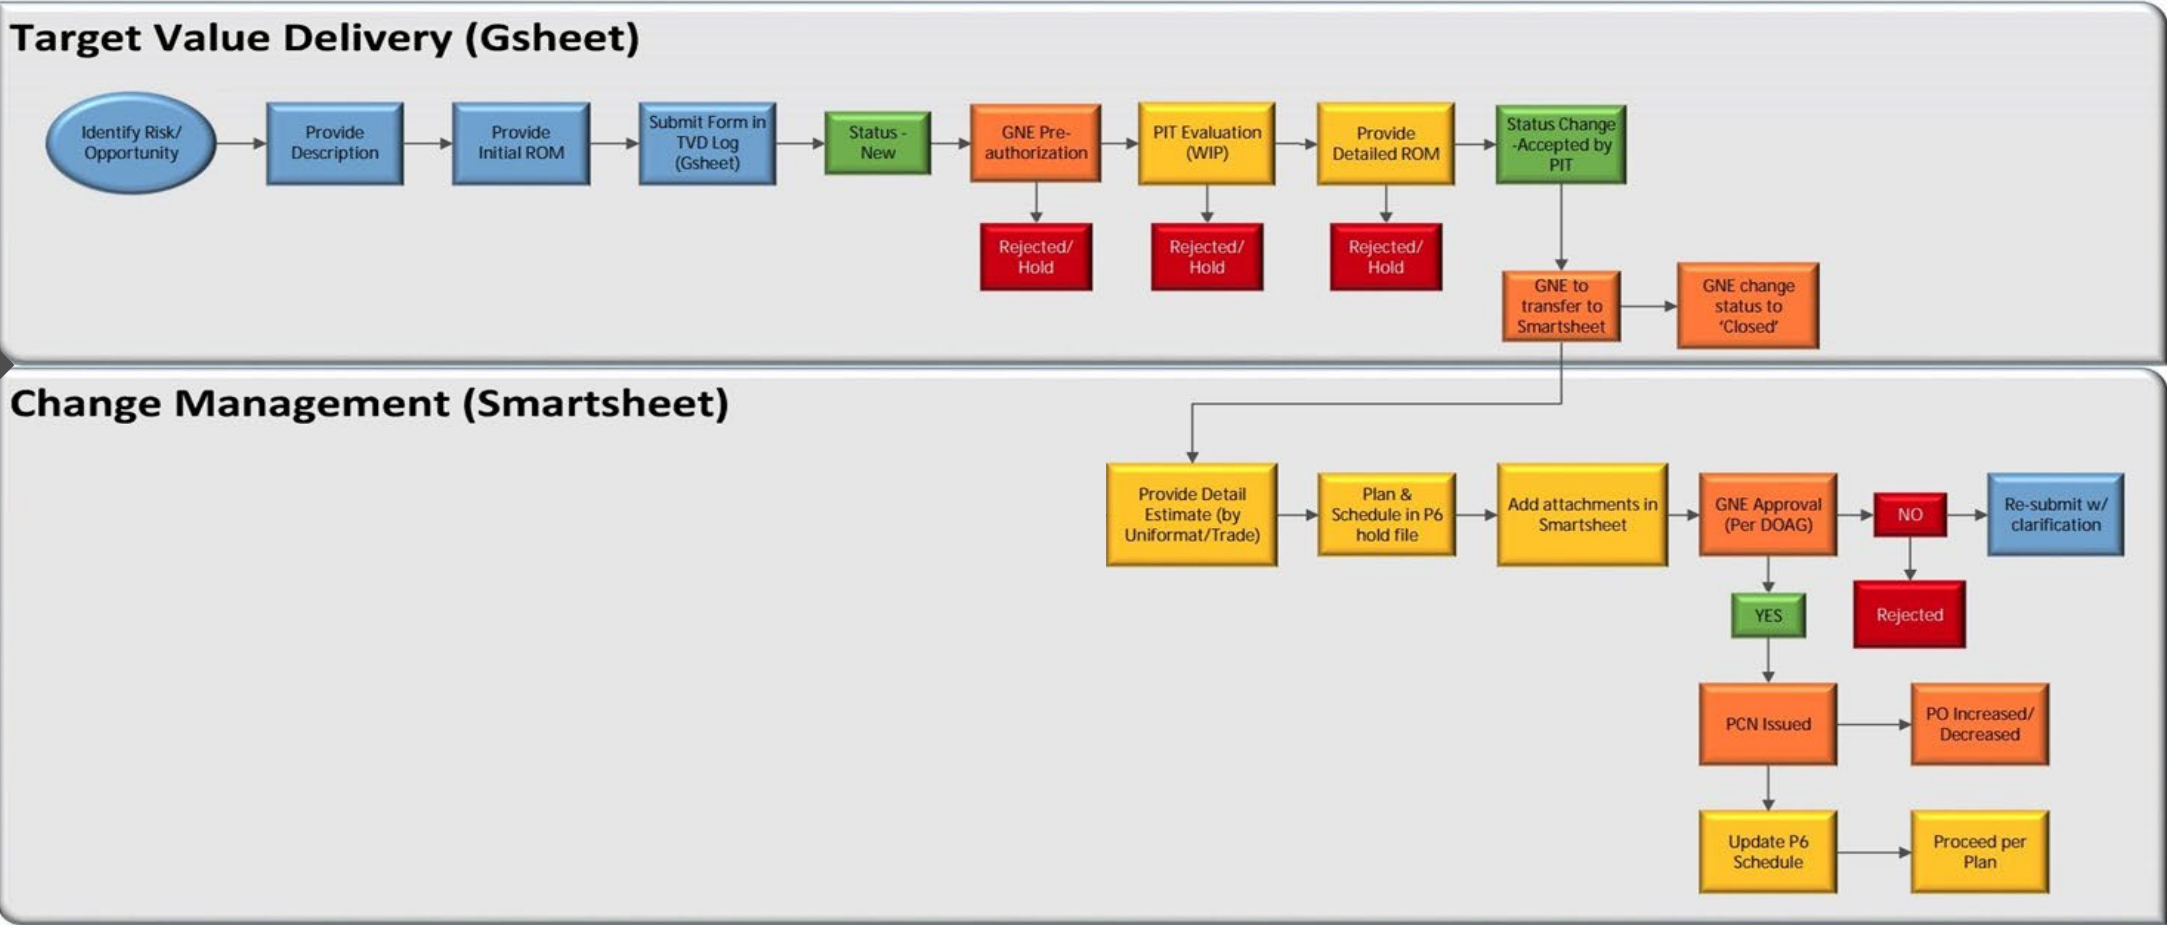 Target Value Delivery (Gsheet)
Identify Risk/
Opportunity
Provide
Description
Provide
Initial ROM
Submit Form in
TVD Log
(Gsheet)
Status -
New
GNE Pre-
authorization
PIT Evaluation
(WIP)
Provide
Detailed ROM
Status Change
-Accepted by
PIT
Rejected/
Hold
Rejected/
Hold
Rejected/
Hold
GNE to
transfer to
Smartsheet
GNE change
status to
‘Closed’
Change Management (Smartsheet)
Provide Detail
Estimate (by
Uniformat/Trade)
Plan &
Schedule in P6
hold file
Add attachments in
Smartsheet
GNE Approval
(Per DOAG)
NO
Re-submit w/
clarification
YES
Rejected
PCN Issued
PO Increased/
Decreased
Update P6
Schedule
Proceed per
Plan